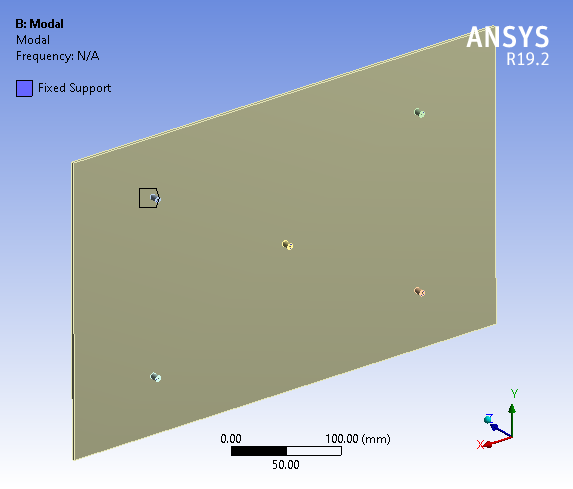 B: Modal
Modal
Frequency: N/A
Fixed Support
ANSYS
R19.2
0.00
100.00 (mm)
50.00
Y
Z
X